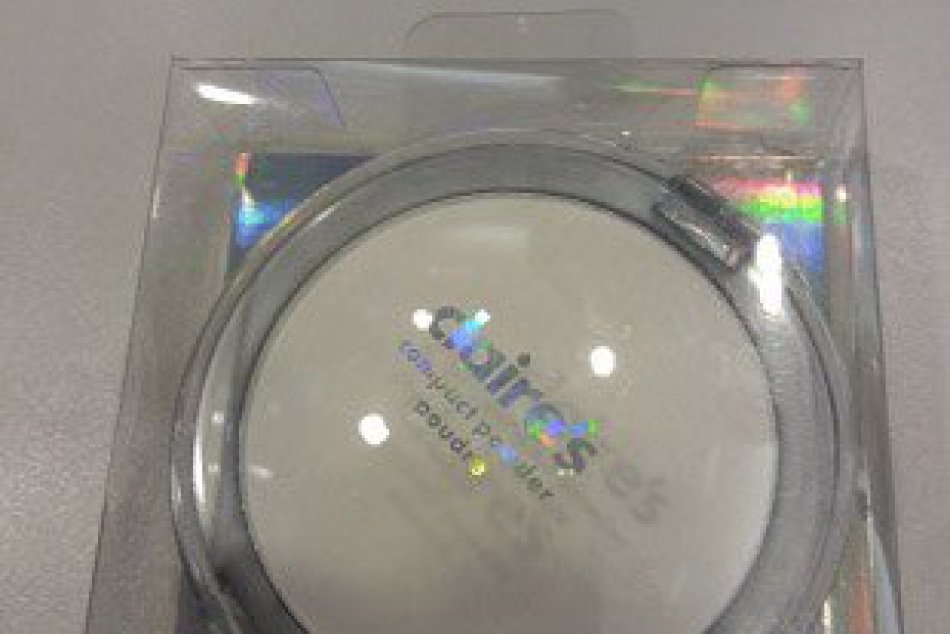 claire's
compact powder
poudre